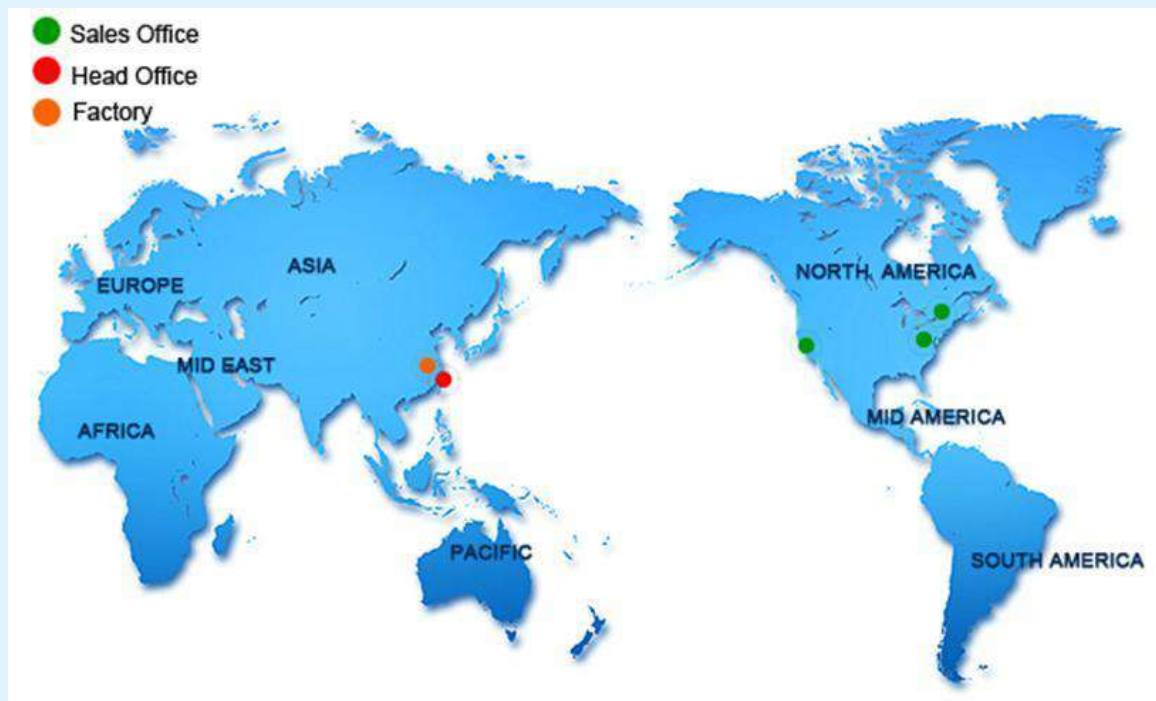 Sales Office
Head Office
Factory
ASIA
NORTH AMERICA
EUROPE
MID EAST
MID AMERICA
AFRICA
PACIFIC
SOUTH AMERICA